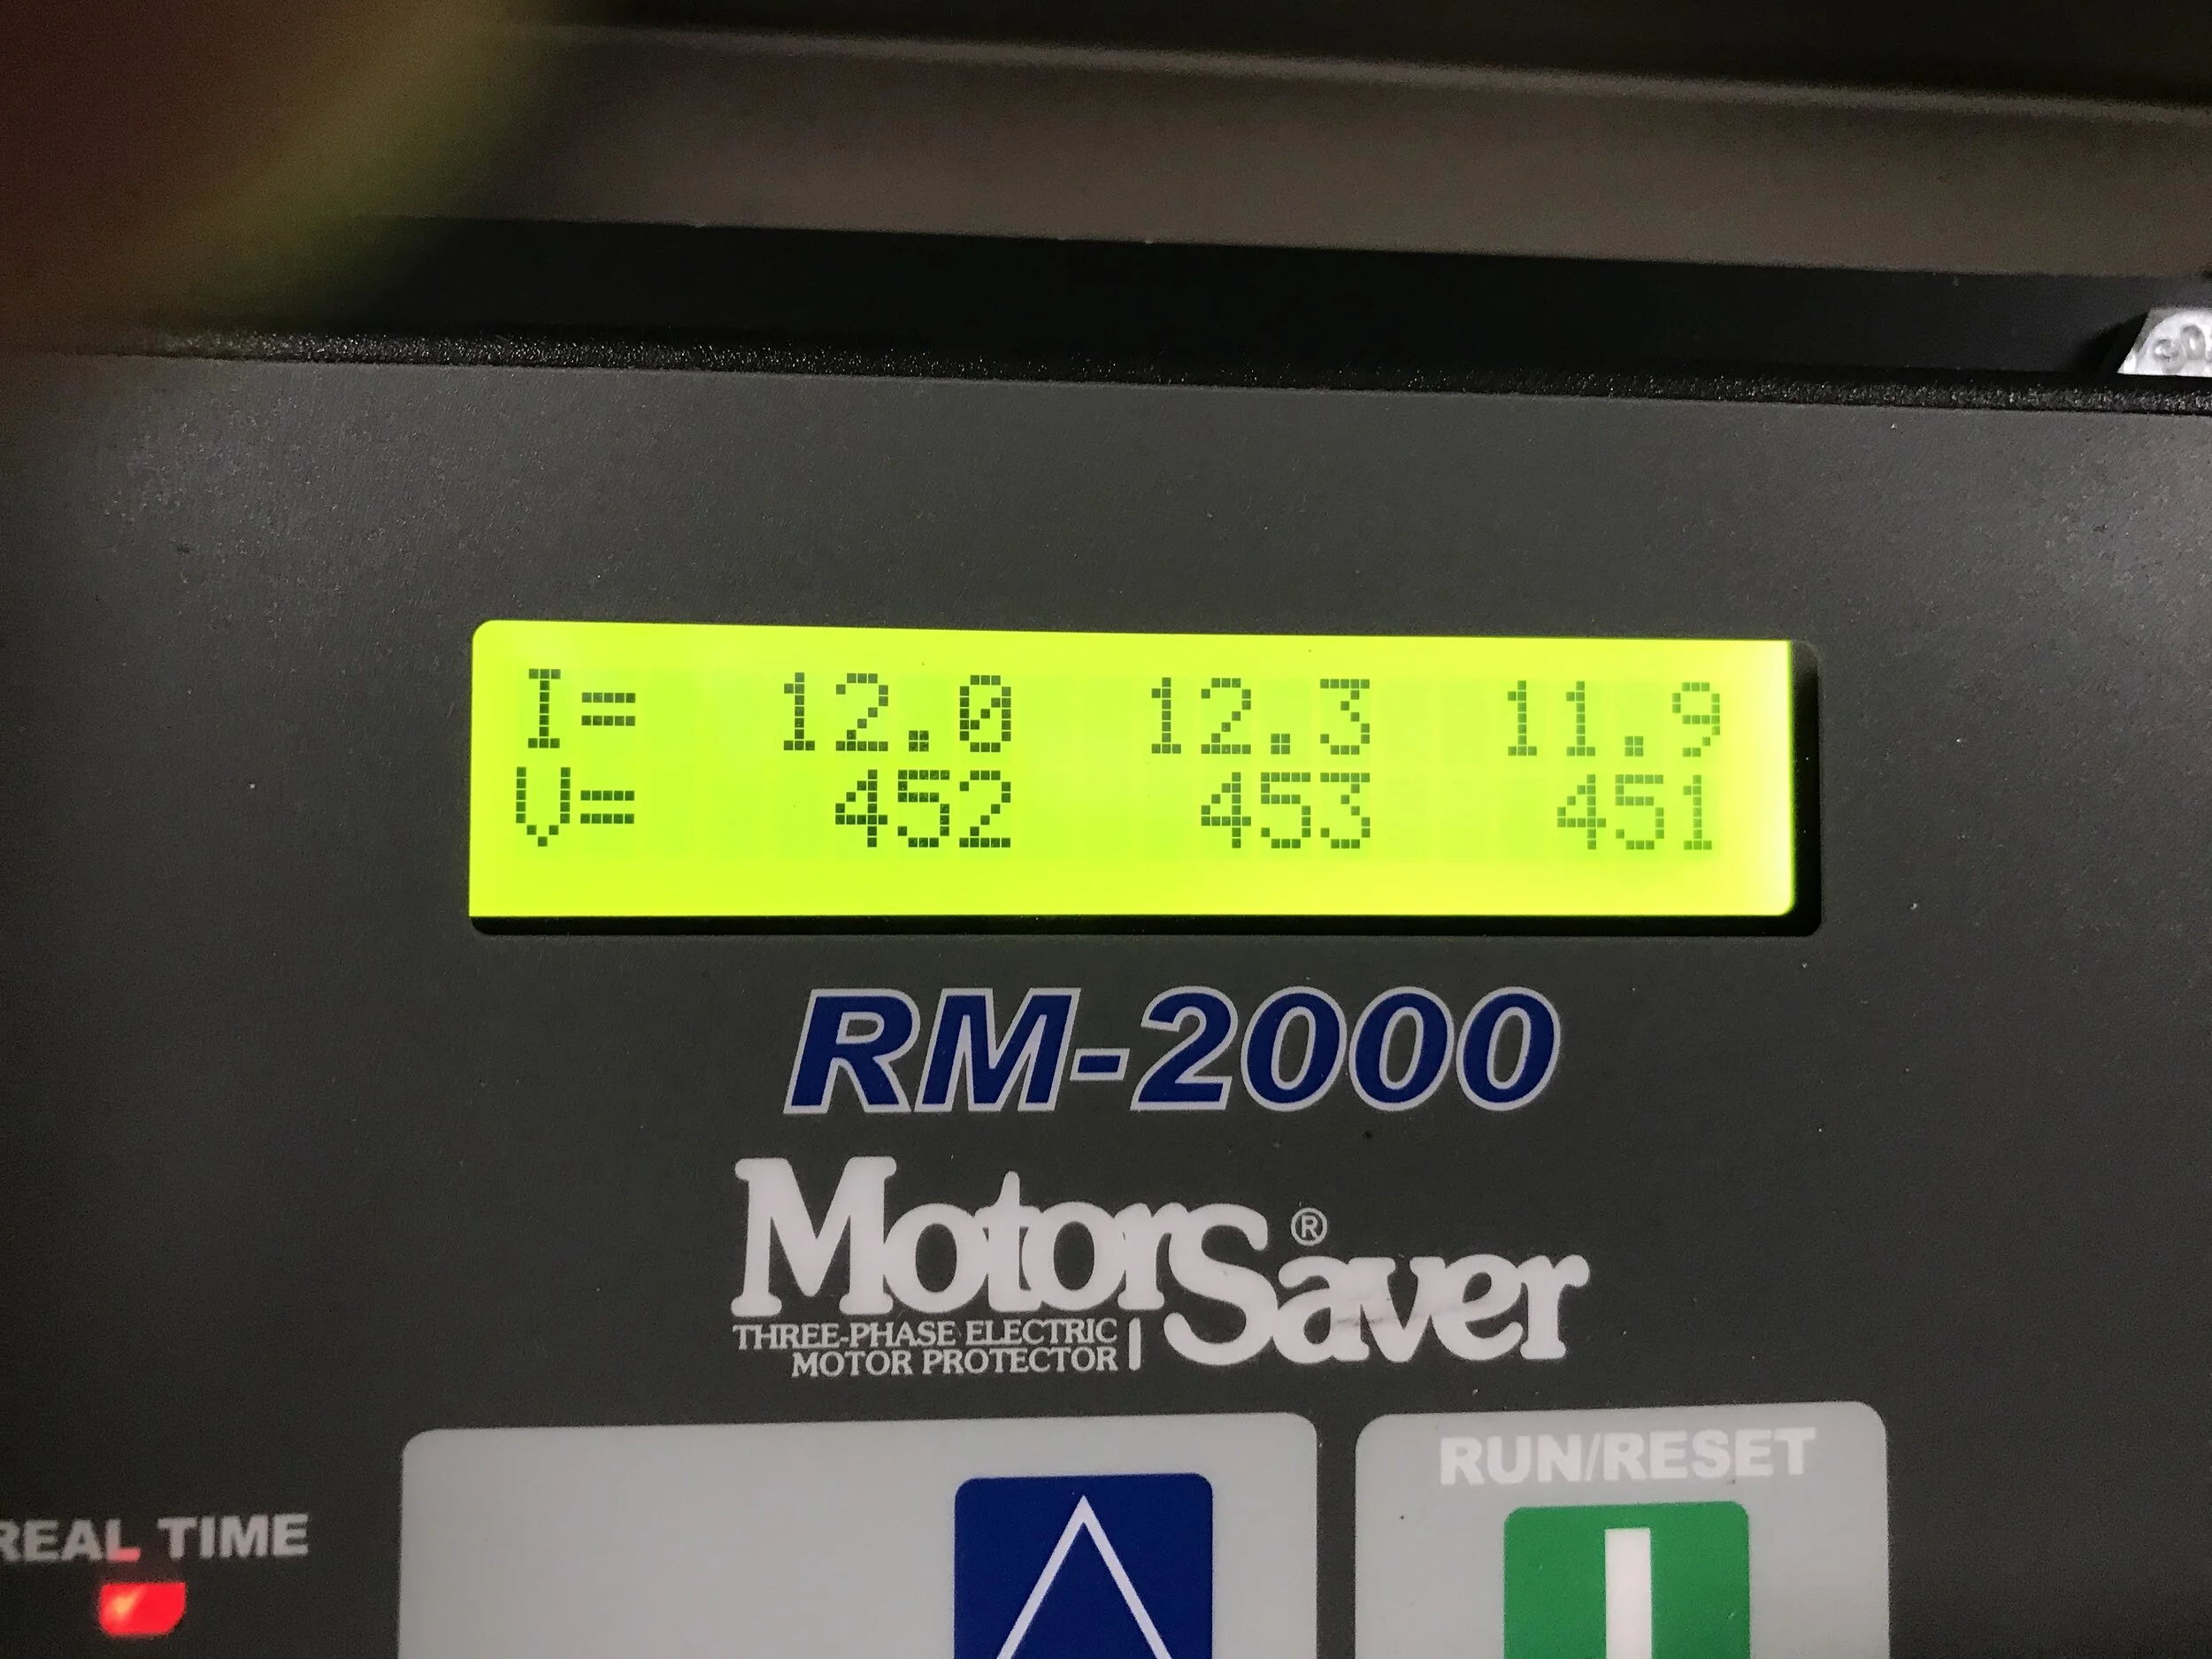 I= 12.0 12.3 11.9
V= 452 453 451
RM-2000
MotorSaver®
THREE-PHASE ELECTRIC
MOTOR PROTECTOR
RUN/RESET
REAL TIME